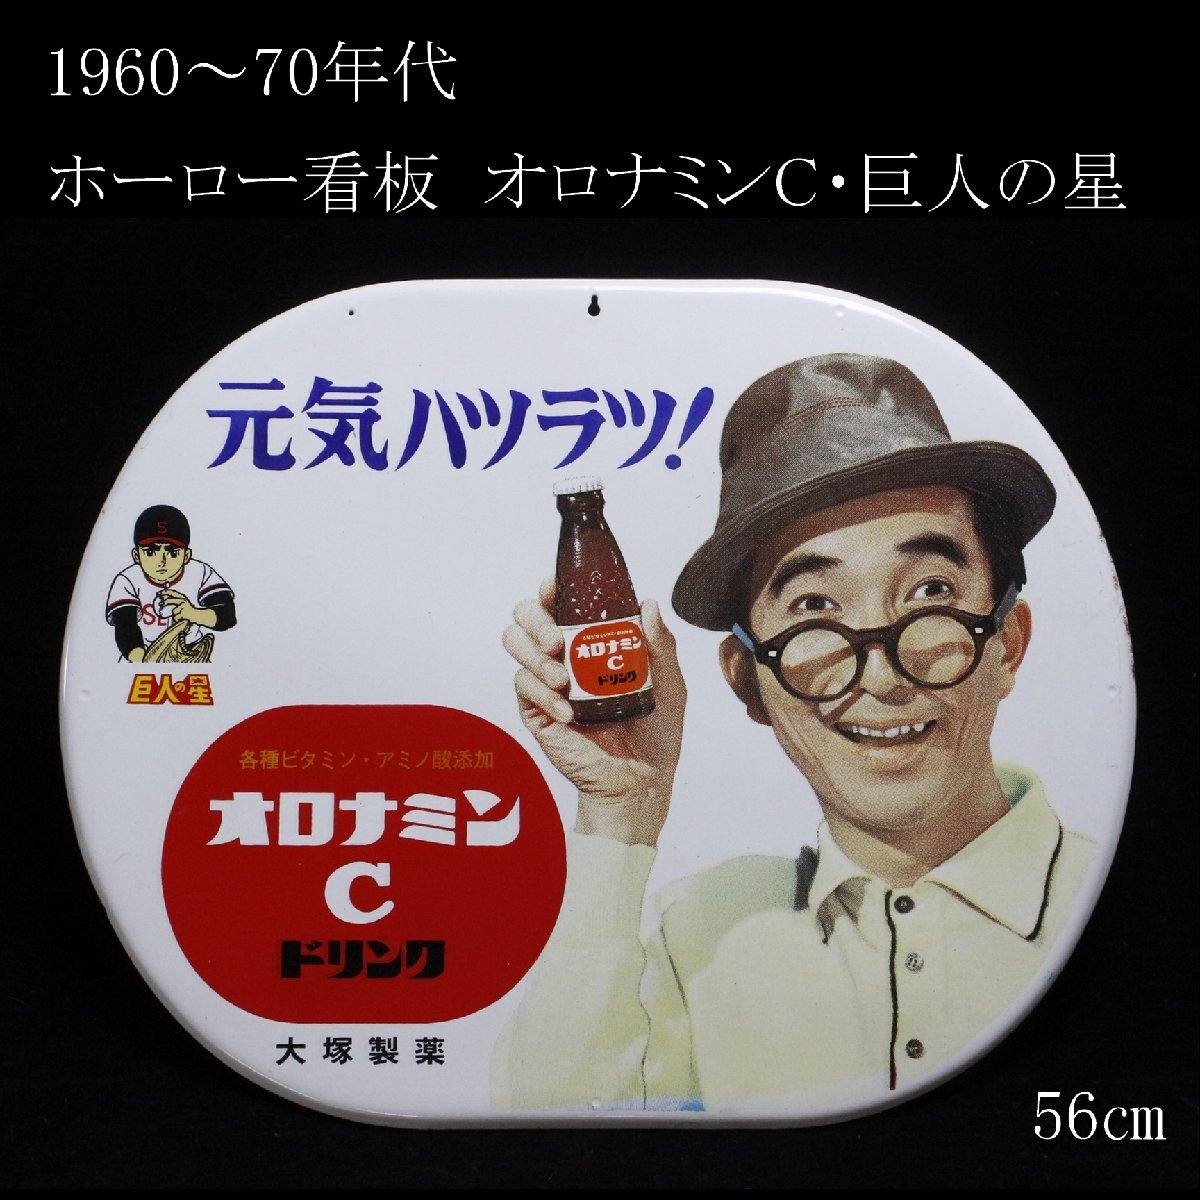 1960～70年代
ホーロー看板 オロナミンC・巨人の星
元気ハツラツ!
S
巨人の星
オロナミン
C
ドリンク
各種ビタミン・アミノ酸添加
オロナミン
C
ドリンク
大塚製薬
56cm